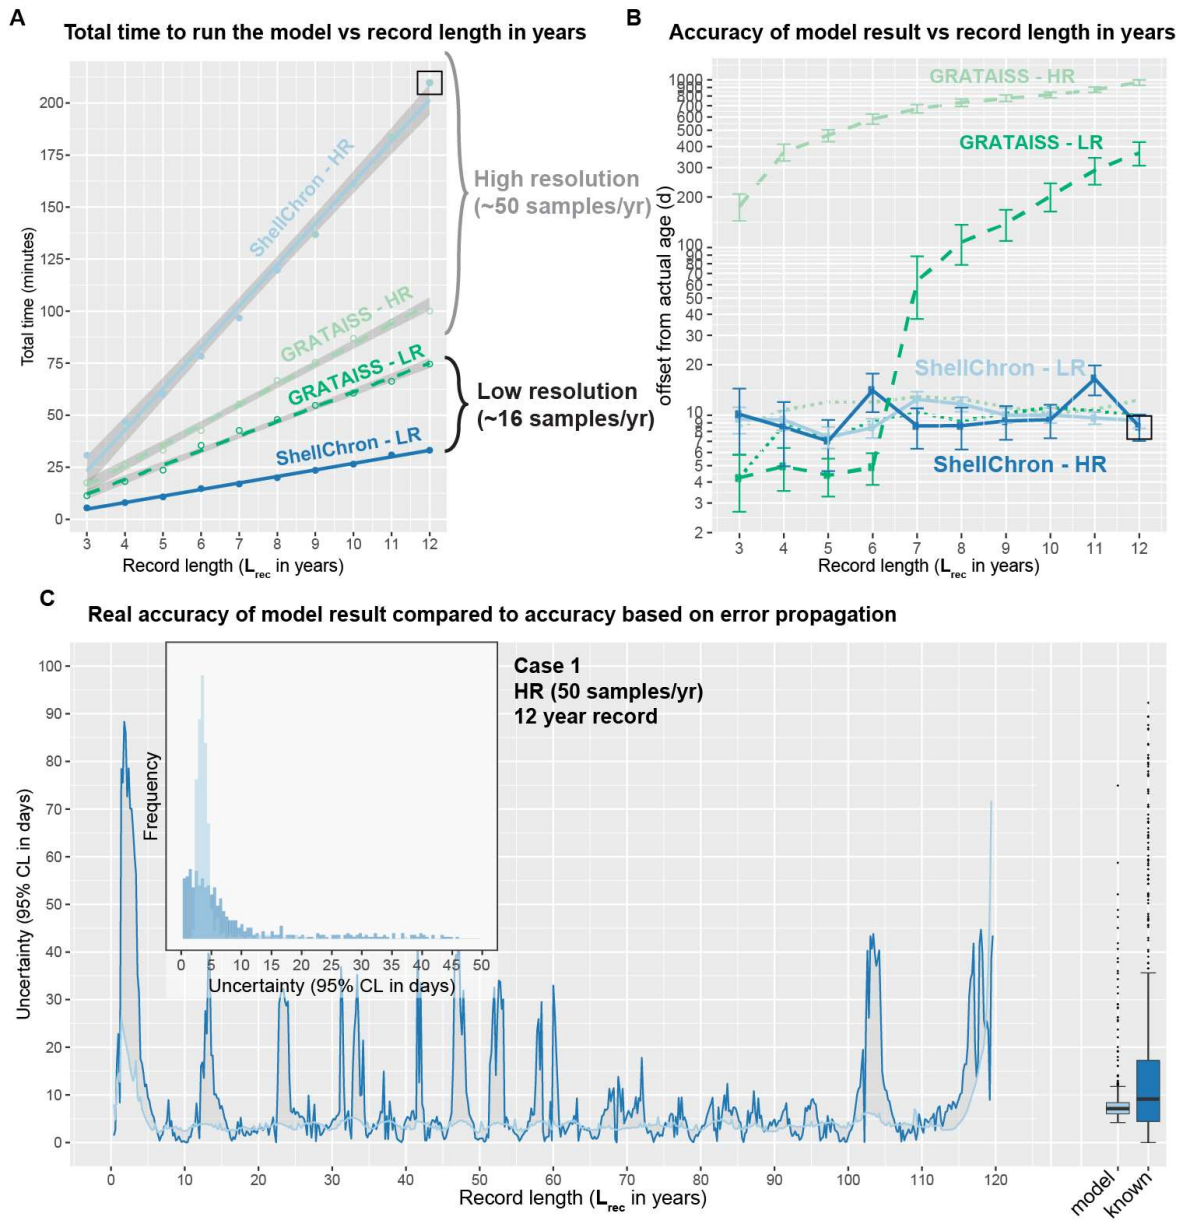 A
Total time to run the model vs record length in years
Total time (minutes)
200
175
150
125
100
75
50
25
0
ShellChron - HR
GRATAISS - HR
GRATAISS - LR
ShellChron - LR
High resolution
(~50 samples/yr)
Low resolution
(~16 samples/yr)
3 4 5 6 7 8 9 10 11 12
Record length (Lrec in years)
B
Accuracy of model result vs record length in years
offset from actual age (d)
1000
900
800
700
600
500
400
300
200
100
90
80
70
60
50
40
30
20
10
9
8
7
6
5
4
3
2
GRATAISS - HR
GRATAISS - LR
ShellChron - LR
ShellChron - HR
3 4 5 6 7 8 9 10 11 12
Record length (Lrec in years)
C
Real accuracy of model result compared to accuracy based on error propagation
Uncertainty (95% CL in days)
100
90
80
70
60
50
40
30
20
10
0
Frequency
0 5 10 15 20 25 30 35 40 45 50
Uncertainty (95% CL in days)
Case 1
HR (50 samples/yr)
12 year record
0 10 20 30 40 50 60 70 80 90 100 110 120
Record length (Lrec in years)
model
known